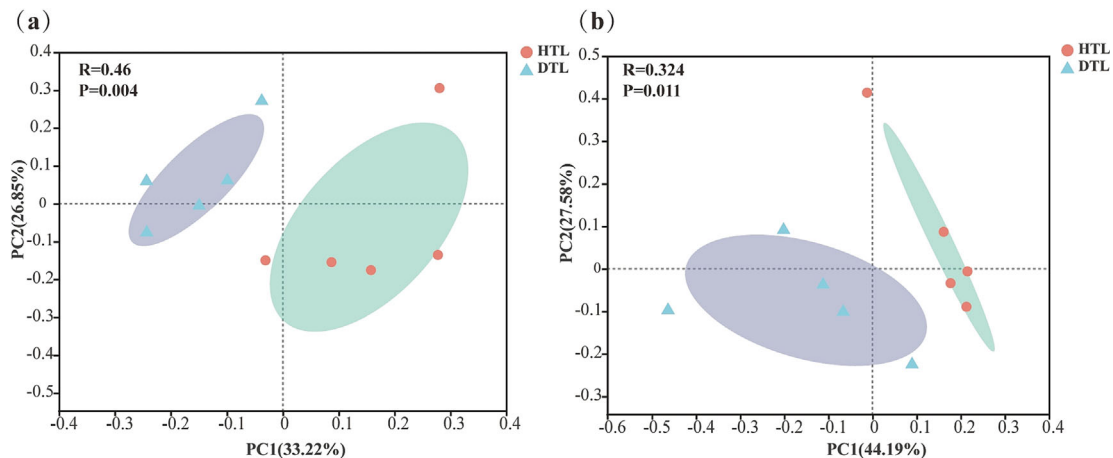 (a)
R=0.46
P=0.004
HTL
DTL
PC2(26.85%)
0.4
0.3
0.2
0.1
0
-0.1
-0.2
-0.3
-0.4
-0.5
-0.4 -0.3 -0.2 -0.1 0 0.1 0.2 0.3 0.4
PC1(33.22%)
(b)
R=0.324
P=0.011
HTL
DTL
PC2(27.58%)
0.5
0.4
0.3
0.2
0.1
0
-0.1
-0.2
-0.3
-0.6 -0.5 -0.4 -0.3 -0.2 -0.1 0 0.1 0.2 0.3 0.4
PC1(44.19%)